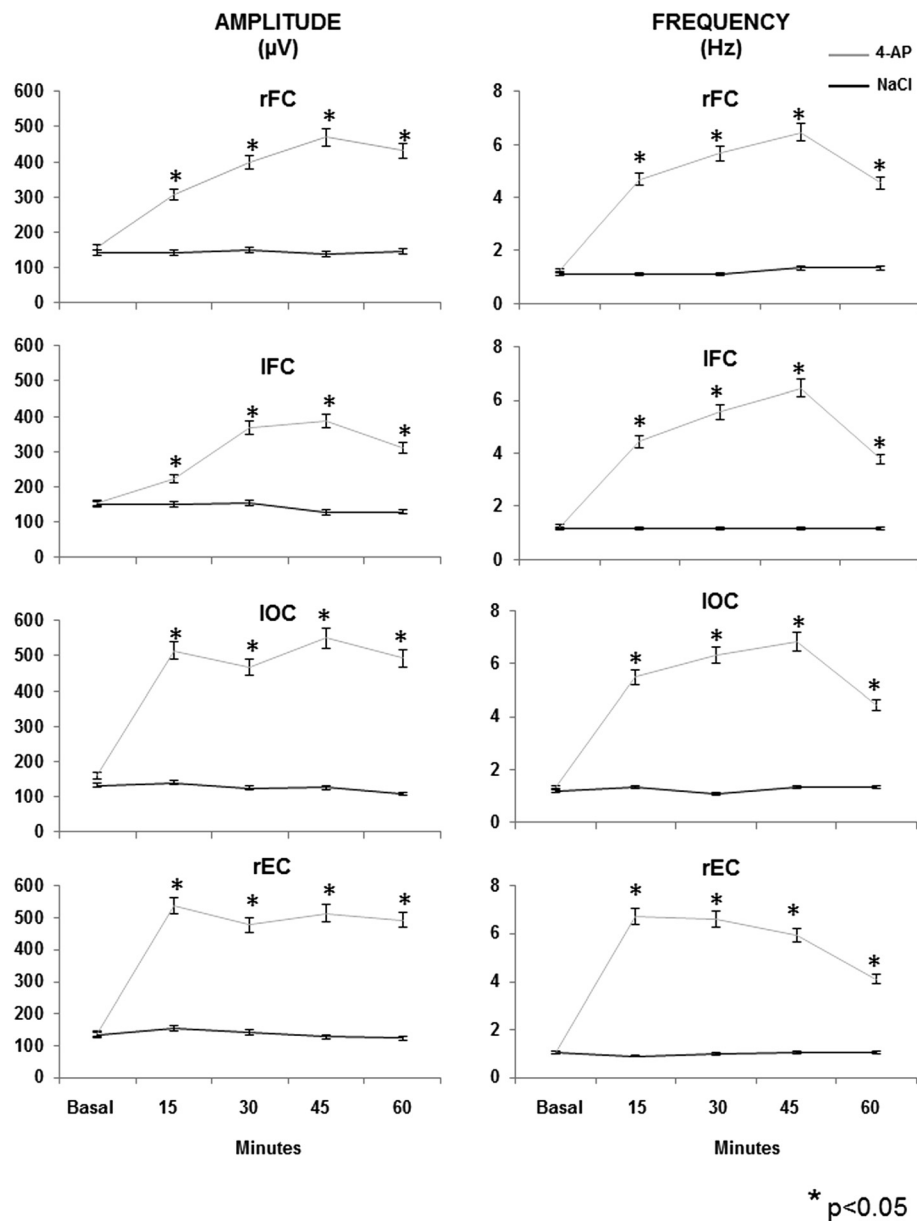 AMPLITUDE
(µV)
FREQUENCY
(Hz)
4-AP
NaCl
rFC
600
500
400
300
200
100
0
* * * *
rFC
8
6
4
2
0
* * * *
lFC
600
500
400
300
200
100
0
* * * *
lFC
8
6
4
2
0
* * * *
lOC
600
500
400
300
200
100
0
* * * *
lOC
8
6
4
2
0
* * * *
rEC
600
500
400
300
200
100
0
* * * *
Basal 15 30 45 60
Minutes
rEC
8
6
4
2
0
* * * *
Basal 15 30 45 60
Minutes
* p<0.05